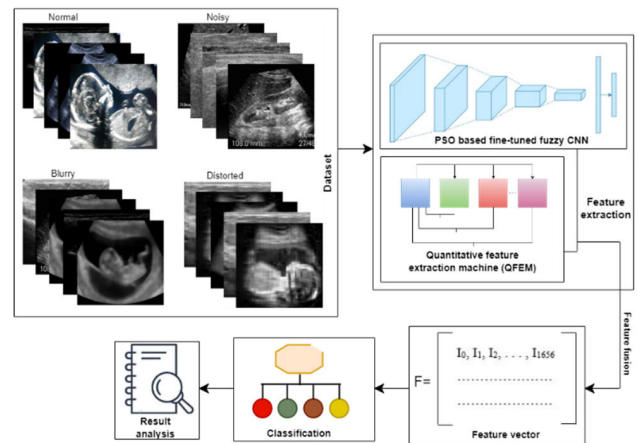 Normal
Noisy
Blurry
Distorted
Dataset
PSO based fine-tuned fuzzy CNN
Quantitative feature
extraction machine (QFEM)
Feature
extraction
Feature fusion
F=
I0, I1, I2, . . . , I1656
Feature vector
Classification
Result
analysis